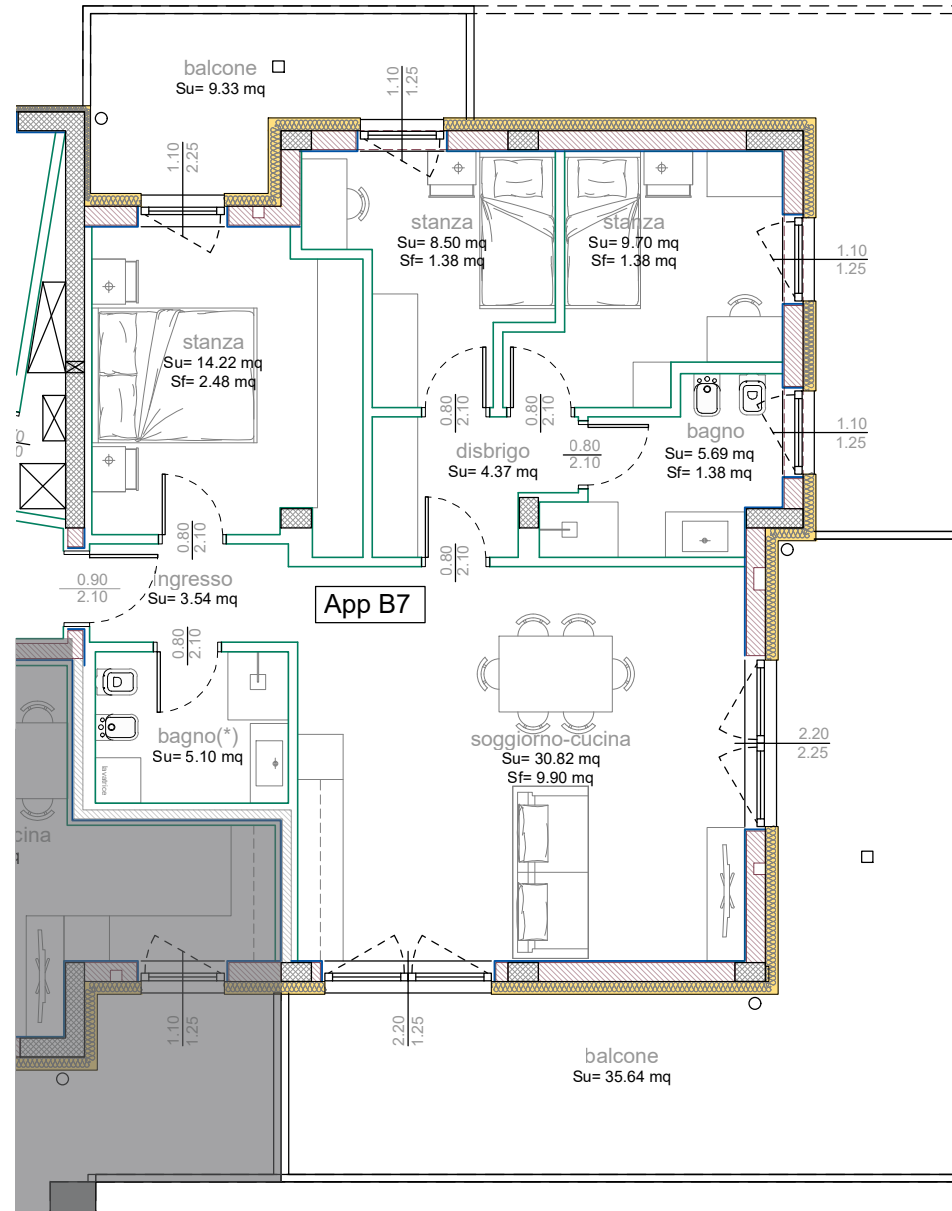 balcone
Su= 9.33 mq
1.10
1.25
1.10
2.25
stanza
Su= 8.50 mq
Sf= 1.38 mq
stanza
Su= 9.70 mq
Sf= 1.38 mq
1.10
1.25
stanza
Su= 14.22 mq
Sf= 2.48 mq
0.80
2.10
0.80
2.10
disbrigo
Su= 4.37 mq
0.80
2.10
bagno
Su= 5.69 mq
Sf= 1.38 mq
1.10
1.25
0.80
2.10
0.80
2.10
0.90
2.10
Ingresso
Su= 3.54 mq
App B7
0.80
2.10
bagno(*)
Su= 5.10 mq
lavatrice
soggiorno-cucina
Su= 30.82 mq
Sf= 9.90 mq
2.20
2.25
cina
q
1.10
1.25
2.20
1.25
balcone
Su= 35.64 mq